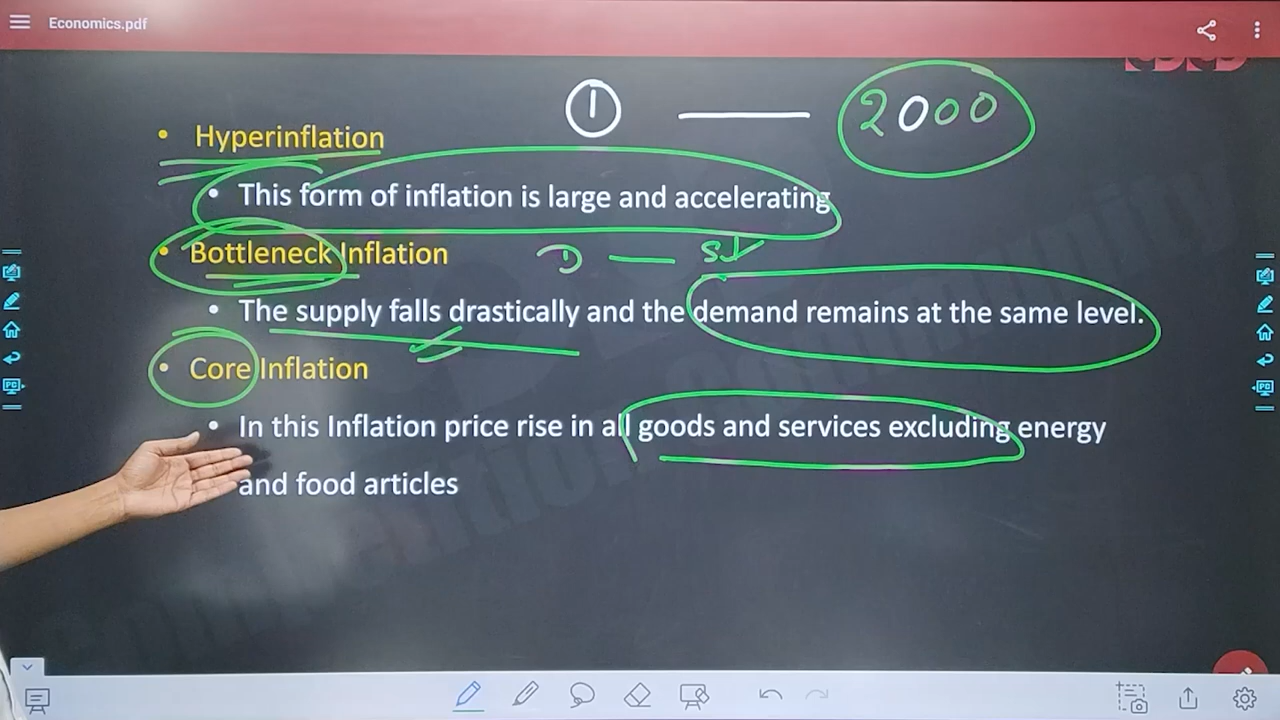 Economics.pdf
① — 2000
• Hyperinflation
• This form of inflation is large and accelerating
• Bottleneck Inflation D — S↓
• The supply falls drastically and the demand remains at the same level.
• Core Inflation
• In this Inflation price rise in all goods and services excluding energy
and food articles